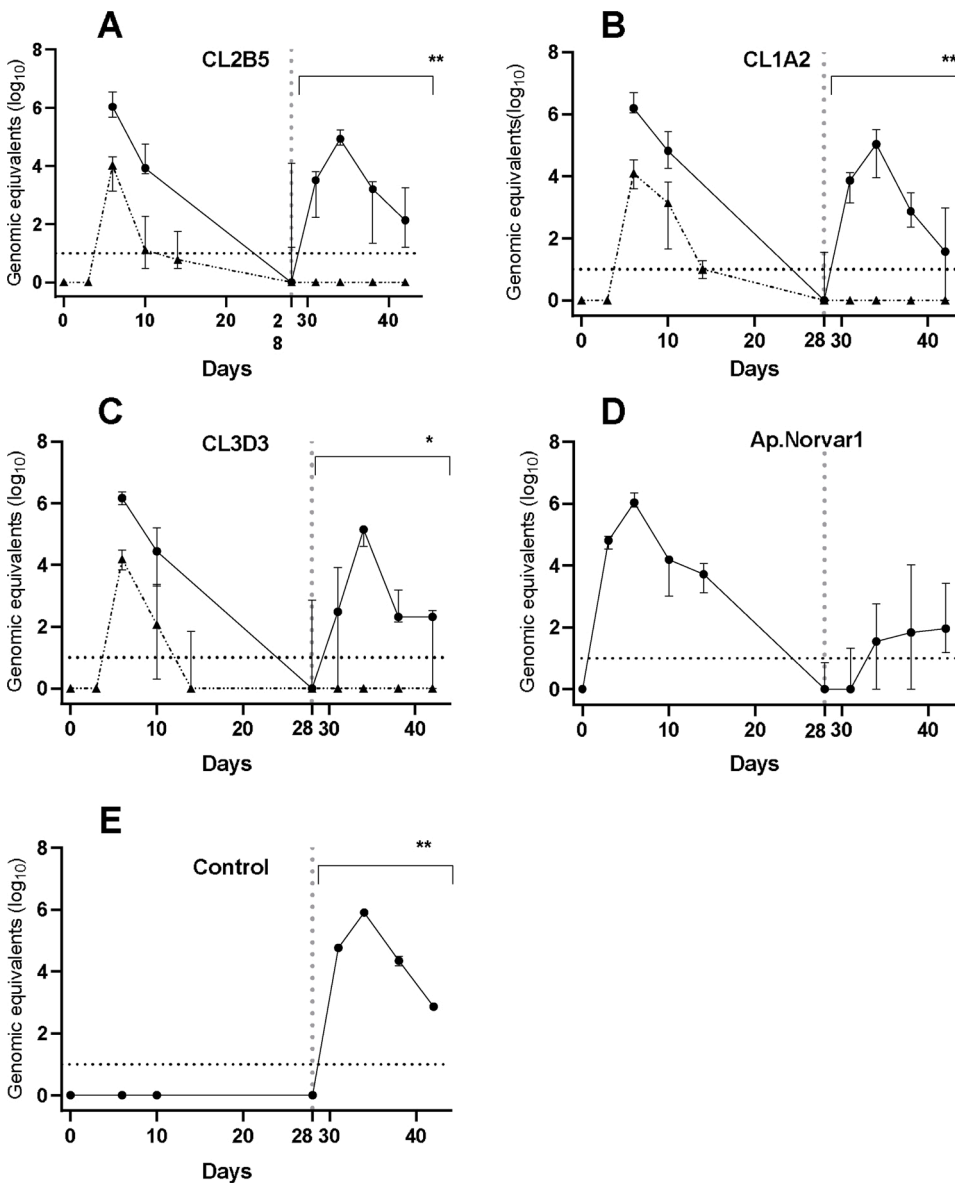 A
CL2B5
**
Genomic eqiuvalents (log10)
8
6
4
2
0
0 10 20 2 30 40
8
Days
B
CL1A2
**
Genomic equivalents(log10)
8
6
4
2
0
0 10 20 28 30 40
Days
C
CL3D3
*
Genomic equivalents (log10)
8
6
4
2
0
0 10 20 28 30 40
Days
D
Ap.Norvar1
Genomic equivalents (log10)
8
6
4
2
0
0 10 20 28 30 40
Days
E
Control
**
Genomic equivalents (log10)
8
6
4
2
0
0 10 20 28 30 40
Days